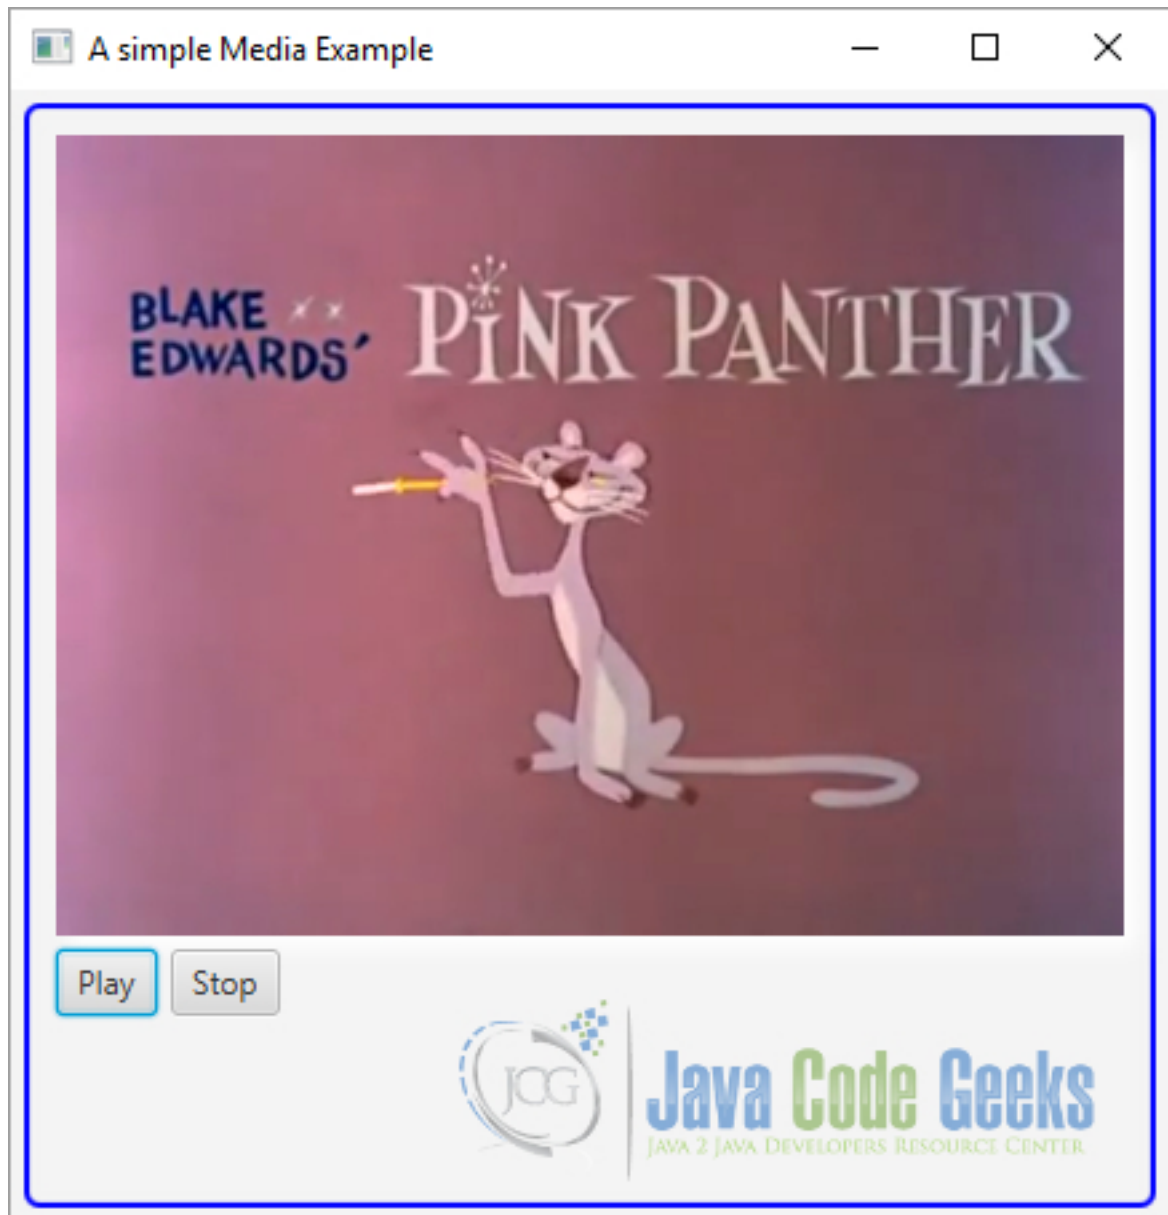 A simple Media Example
BLAKE
EDWARDS'
PINK PANTHER
Play
Stop
JCG
Java Code Geeks
JAVA 2 JAVA DEVELOPERS RESOURCE CENTER